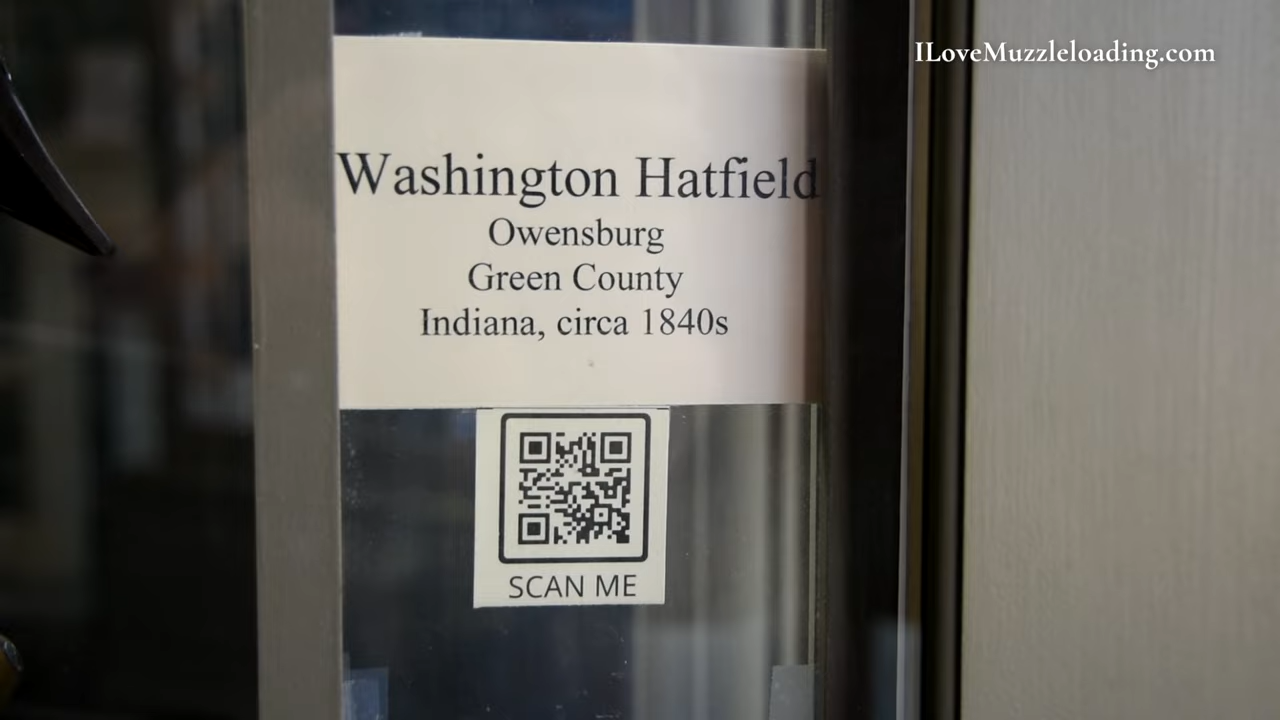 ILoveMuzzleloading.com
Washington Hatfield
Owensburg
Green County
Indiana, circa 1840s
SCAN ME